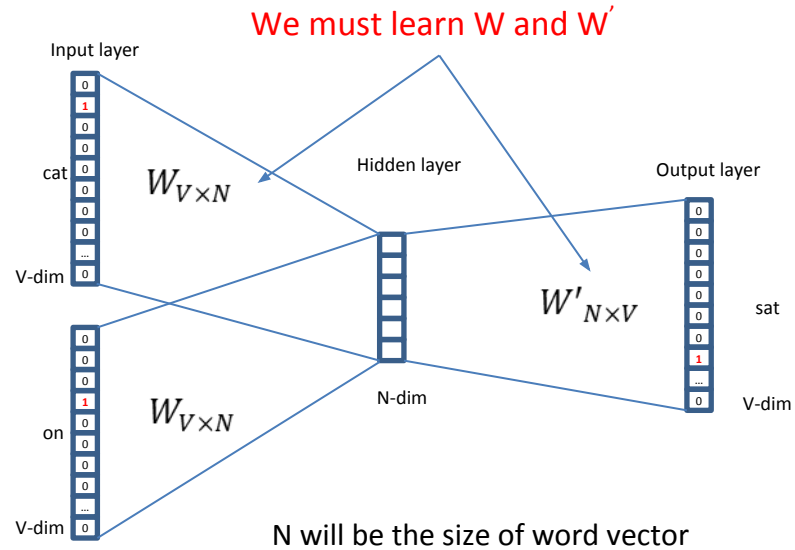 We must learn W and W′
Input layer
0
1
0
0
0
0
0
0
...
0
cat
V-dim
W_{V×N}
Hidden layer
Output layer
0
0
0
0
0
0
0
1
...
0
sat
V-dim
W'_{N×V}
N-dim
0
0
0
1
0
0
0
0
...
0
on
V-dim
W_{V×N}
N will be the size of word vector